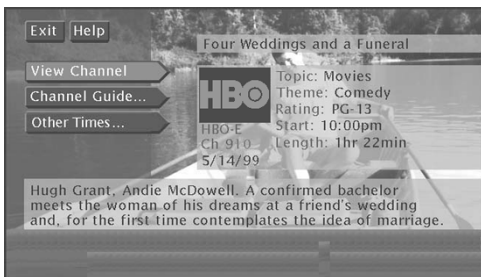 Exit Help
Four Weddings and a Funeral
View Channel
Channel Guide...
Other Times...
HBO
HBO-E
Ch 910
5/14/99
Topic: Movies
Theme: Comedy
Rating: PG-13
Start: 10:00pm
Length: 1hr 22min
Hugh Grant, Andie McDowell. A confirmed bachelor
meets the woman of his dreams at a friend's wedding
and, for the first time contemplates the idea of marriage.